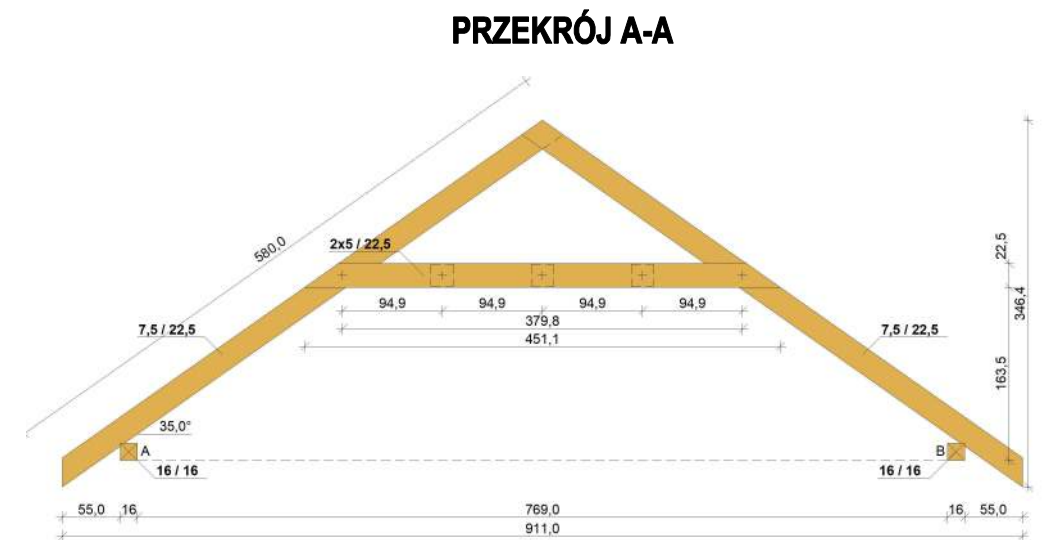 PRZEKRÓJ A-A
580,0
2x5 / 22,5
22,5
346,4
94,9 94,9 94,9 94,9
379,8
7,5 / 22,5
7,5 / 22,5
451,1
163,5
35,0°
A
B
16 / 16
16 / 16
55,0 16 769,0 16 55,0
911,0